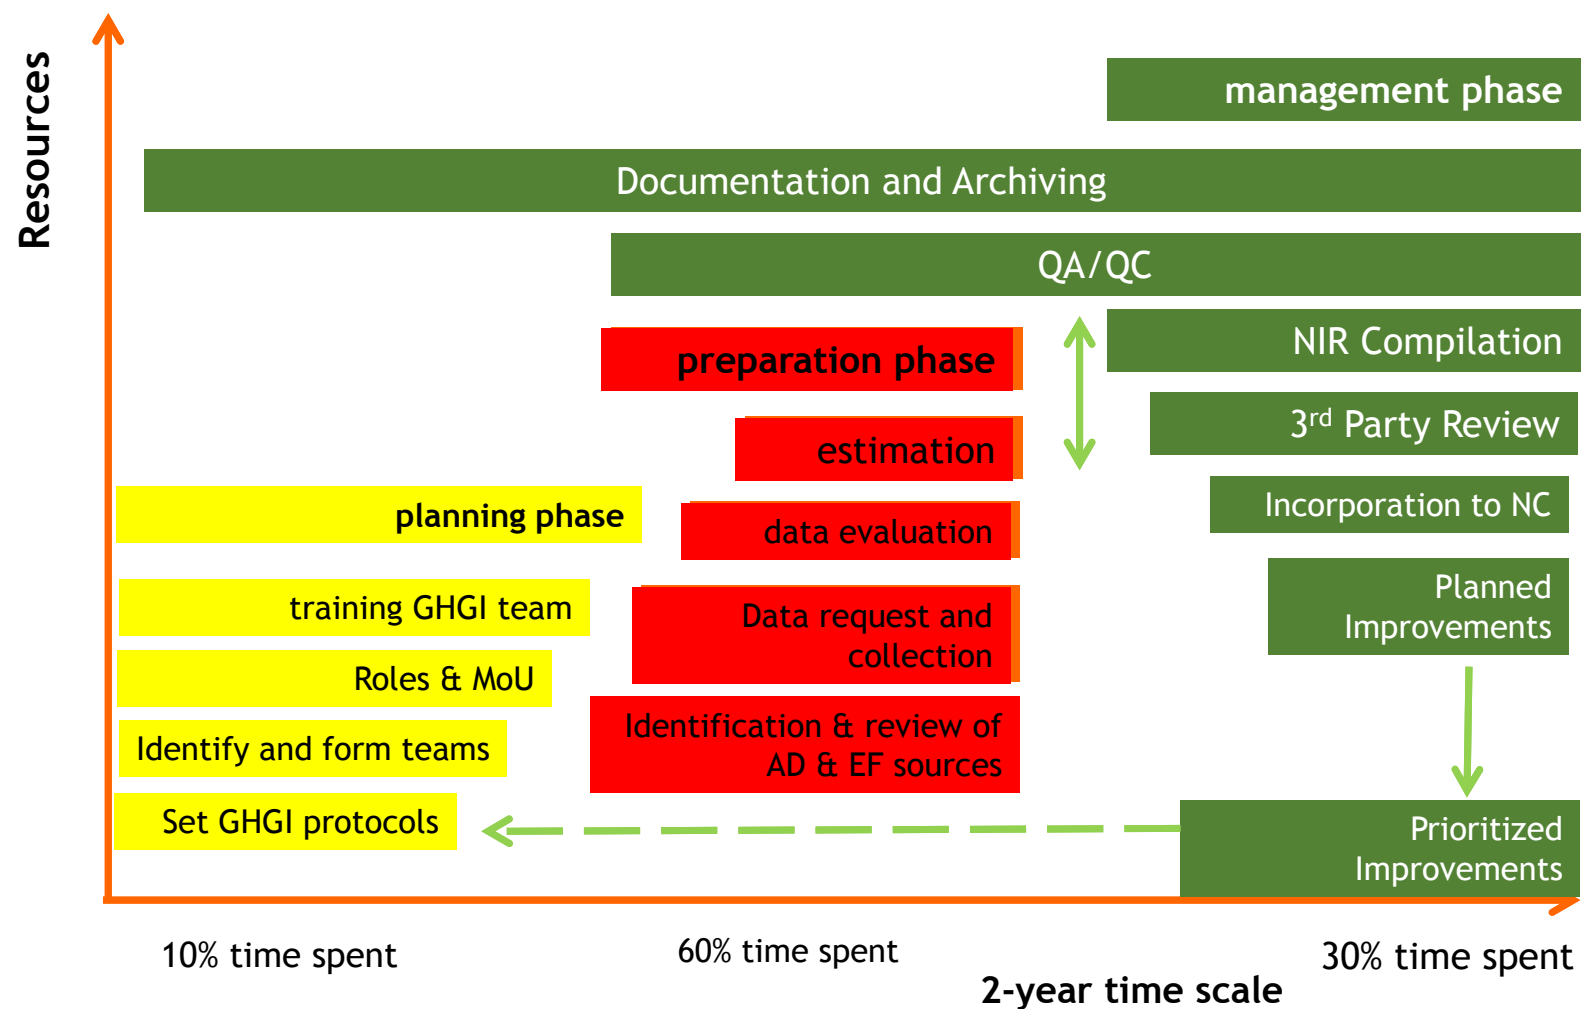 Resources
management phase
Documentation and Archiving
QA/QC
preparation phase
NIR Compilation
estimation
3rd Party Review
planning phase
data evaluation
Incorporation to NC
training GHGI team
Data request and
collection
Planned
Improvements
Roles & MoU
Identify and form teams
Identification & review of
AD & EF sources
Set GHGI protocols
Prioritized
Improvements
10% time spent
60% time spent
30% time spent
2-year time scale